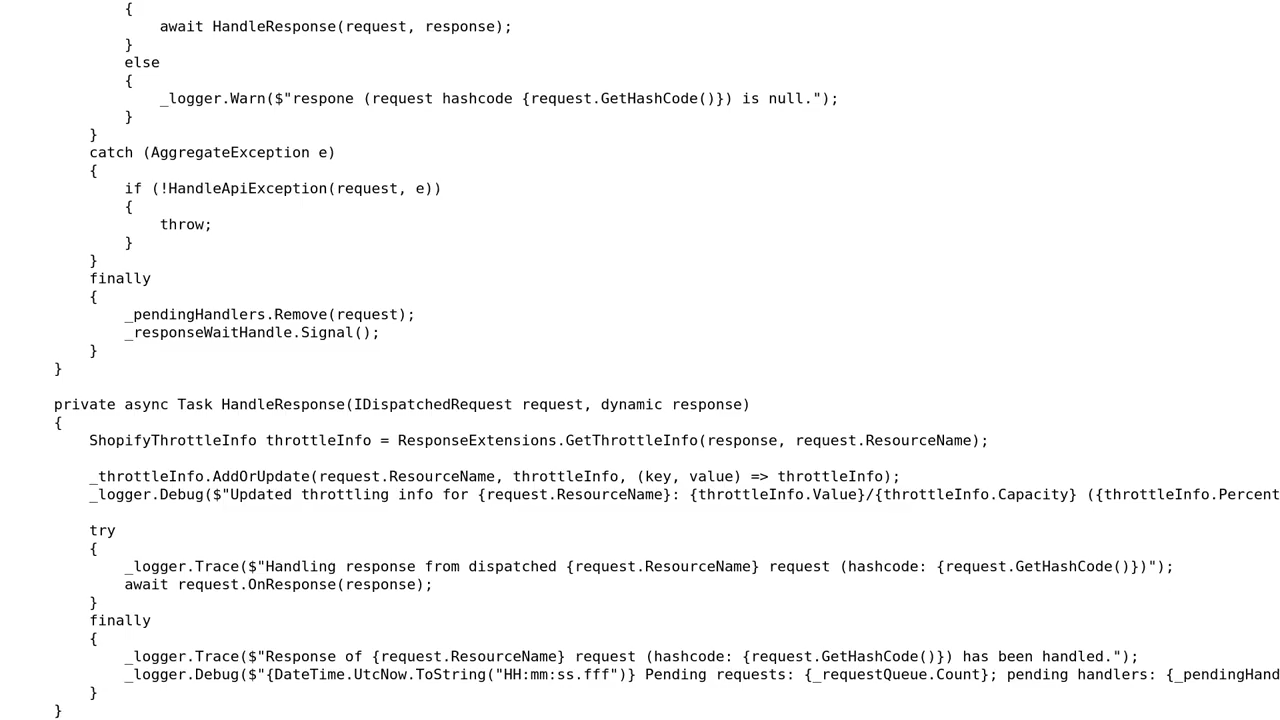 {
await HandleResponse(request, response);
}
else
{
_logger.Warn($"respone (request hashcode {request.GetHashCode()}) is null.");
}
}
catch (AggregateException e)
{
if (!HandleApiException(request, e))
{
throw;
}
}
finally
{
_pendingHandlers.Remove(request);
_responseWaitHandle.Signal();
}
}
private async Task HandleResponse(IDispatchedRequest request, dynamic response)
{
ShopifyThrottleInfo throttleInfo = ResponseExtensions.GetThrottleInfo(response, request.ResourceName);
_throttleInfo.AddOrUpdate(request.ResourceName, throttleInfo, (key, value) => throttleInfo);
_logger.Debug($"Updated throttling info for {request.ResourceName}: {throttleInfo.Value}/{throttleInfo.Capacity} ({throttleInfo.Percent
try
{
_logger.Trace($"Handling response from dispatched {request.ResourceName} request (hashcode: {request.GetHashCode()})");
await request.OnResponse(response);
}
finally
{
_logger.Trace($"Response of {request.ResourceName} request (hashcode: {request.GetHashCode()}) has been handled.");
_logger.Debug($"{DateTime.UtcNow.ToString("HH:mm:ss.fff")} Pending requests: {_requestQueue.Count}; pending handlers: {_pendingHand
}
}